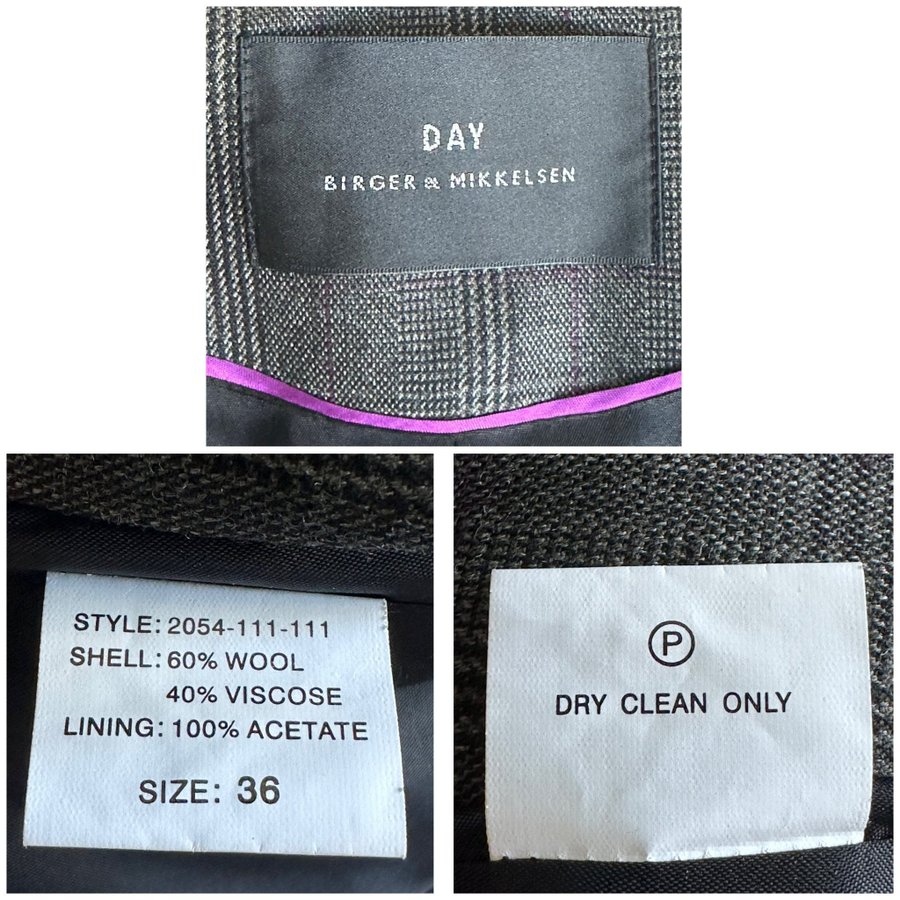 DAY
BIRGER & MIKKELSEN
STYLE: 2054-111-111
SHELL: 60% WOOL
40% VISCOSE
LINING: 100% ACETATE
SIZE: 36
P
DRY CLEAN ONLY